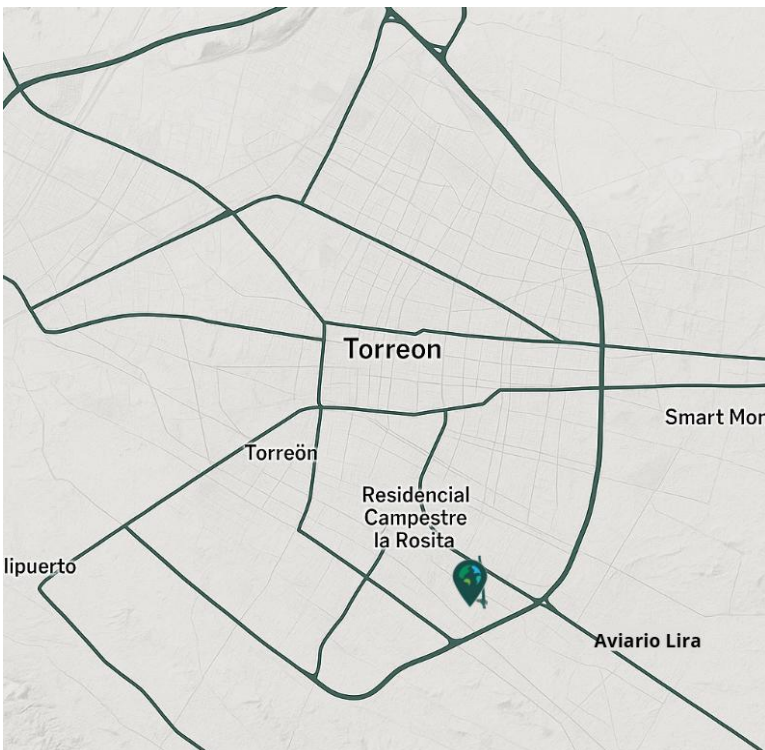 Torreon
Smart Mor
Torreön
Residencial
Campestre
la Rosita
lipuerto
Aviario Lira